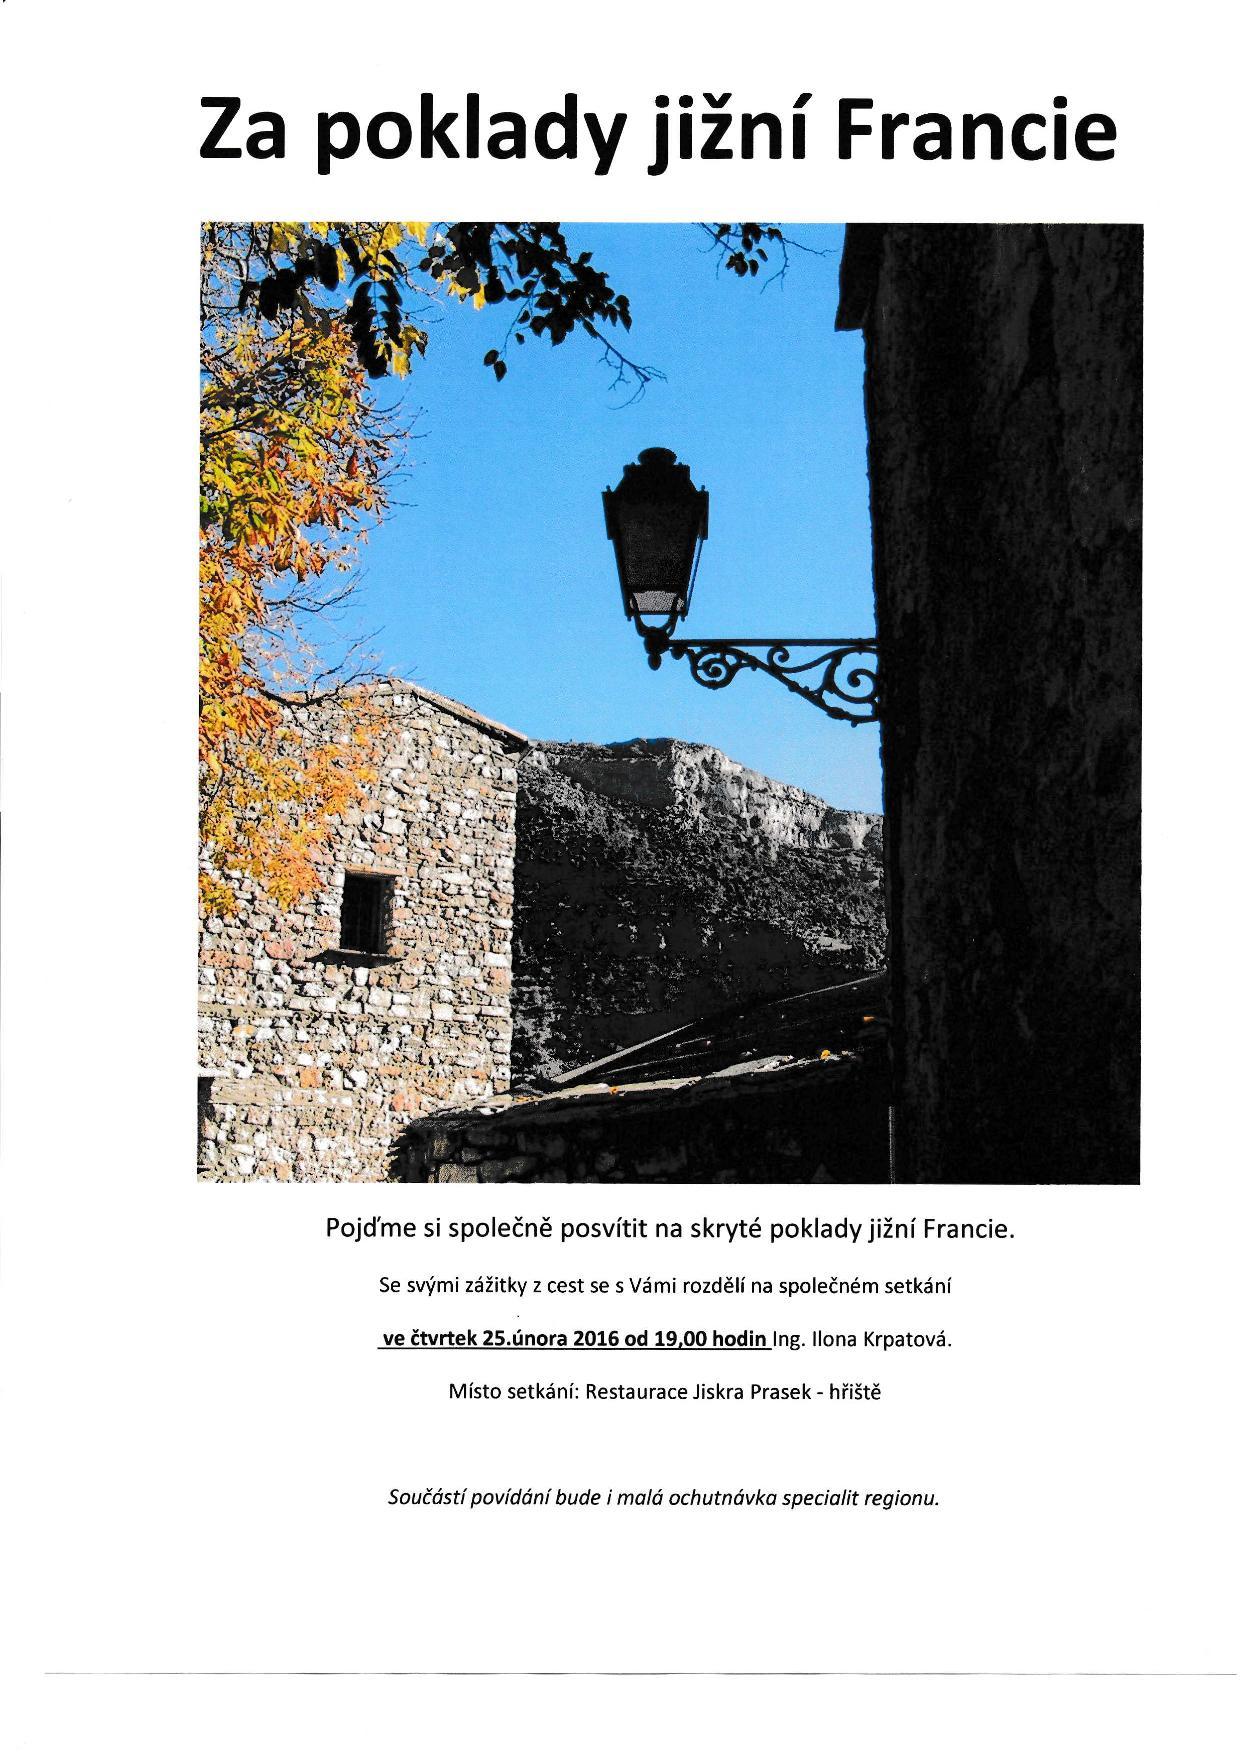 Za poklady jižní Francie
Pojďme si společně posvítit na skryté poklady jižní Francie.
Se svými zážitky z cest se s Vámi rozdělí na společném setkání
ve čtvrtek 25.února 2016 od 19,00 hodin Ing. Ilona Krpatová.
Místo setkání: Restaurace Jiskra Prasek - hřiště
Součástí povídání bude i malá ochutnávka specialit regionu.